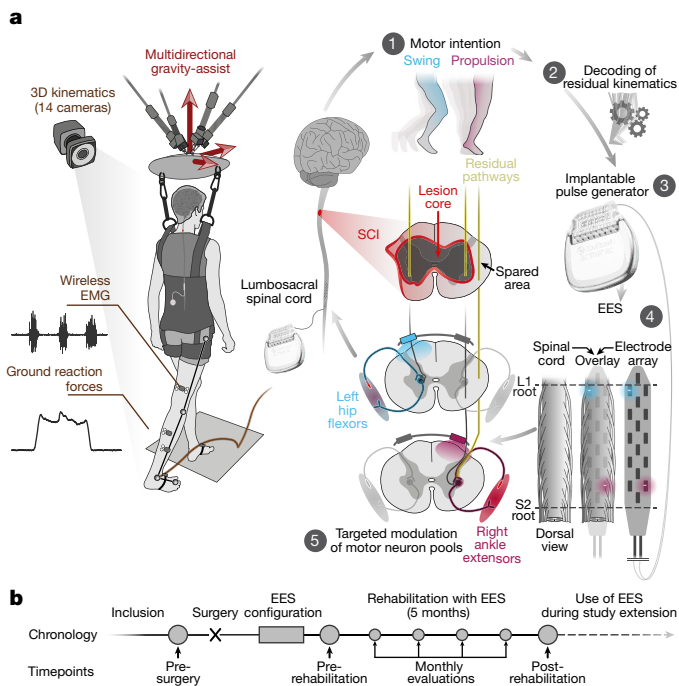 a
Multidirectional
gravity-assist
3D kinematics
(14 cameras)
Wireless
EMG
Ground reaction
forces
Lumbosacral
spinal cord
1 Motor intention
Swing Propulsion
2 Decoding of
residual kinematics
Implantable
pulse generator 3
EES
4
Residual
pathways
Lesion
core
SCI
Spared
area
Left
hip
flexors
Right
ankle
extensors
5 Targeted modulation
of motor neuron pools
Spinal
cord
Overlay
Electrode
array
L1
root
S2
root
Dorsal
view
b
Inclusion
Surgery
EES
configuration
Rehabilitation with EES
(5 months)
Use of EES
during study extension
Chronology
Timepoints
Pre-
surgery
Pre-
rehabilitation
Monthly
evaluations
Post-
rehabilitation